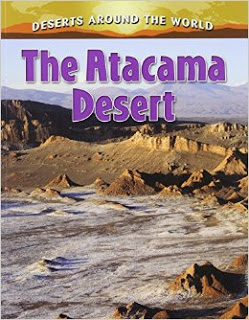 DESERTS AROUND THE WORLD
The Atacama
Desert